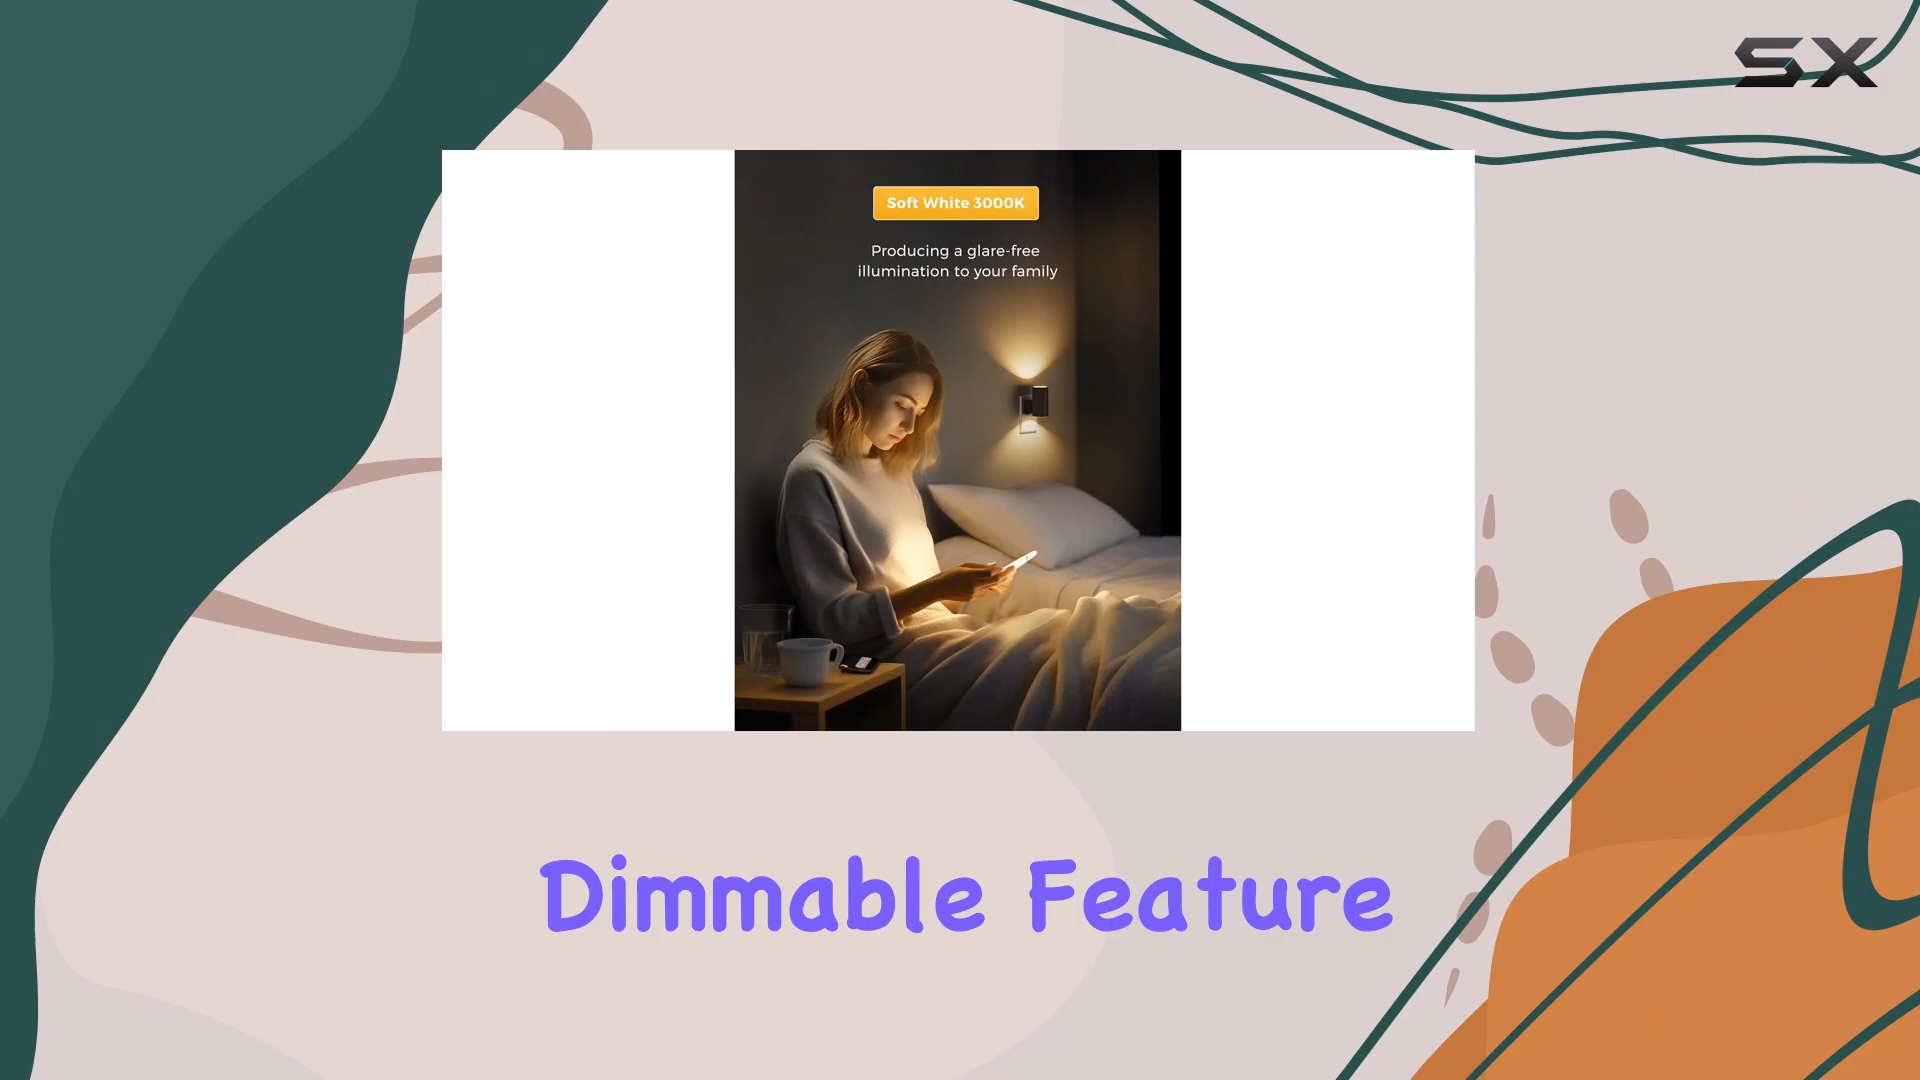 SX
Soft White 3000K
Producing a glare-free
illumination to your family
Dimmable Feature